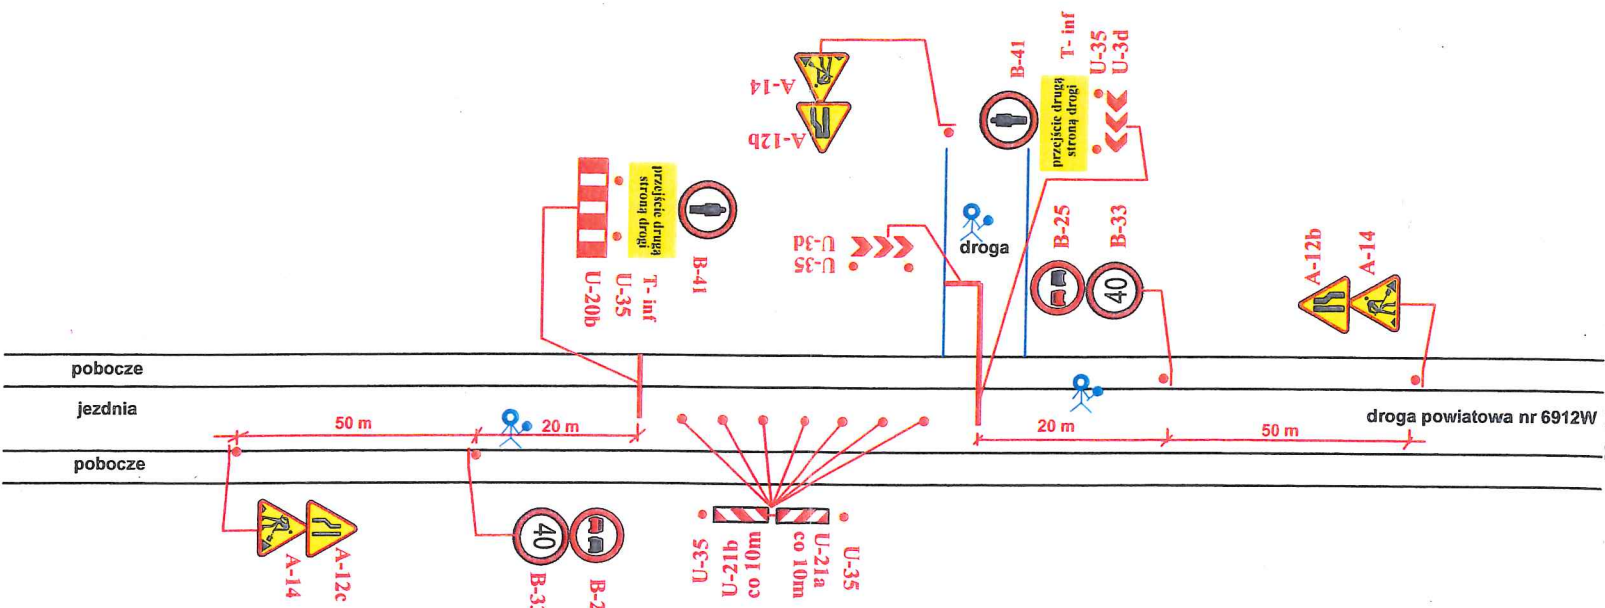 A-14
A-12b
B-41
T- inf
U-35
U-3d
przejście drugą
stroną drogi
przejście drugą
stroną drogi
U-20b
U-35
T- inf
B-41
U-3d
U-35
droga
B-25
B-33
40
A-12b
A-14
pobocze
jezdnia
droga powiatowa nr 6912W
50 m
20 m
20 m
50 m
pobocze
A-14
A-12c
40
U-35
U-21b
co 10m
co 10m
U-21a
U-35